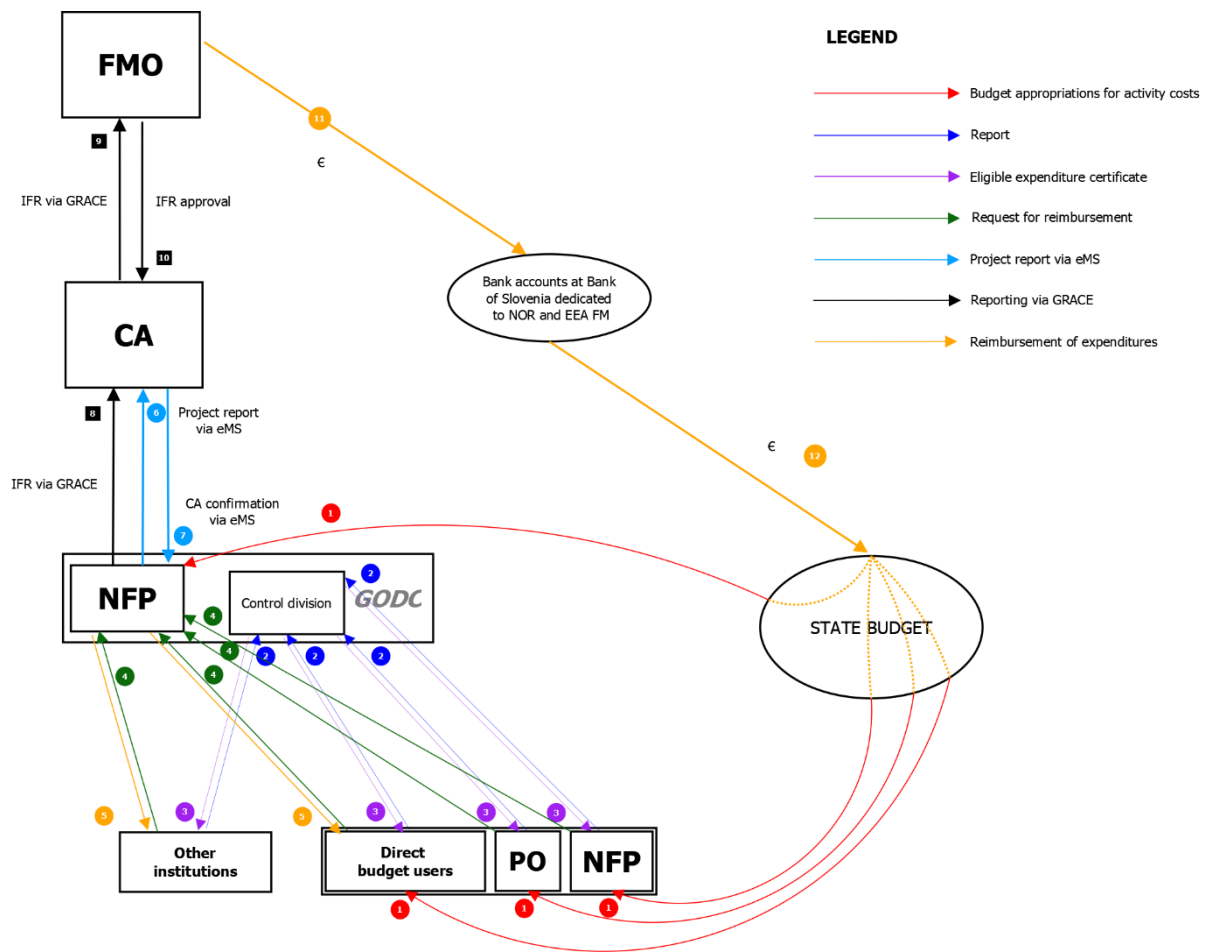 FMO
LEGEND
Budget appropriations for activity costs
11
9
Report
€
Eligible expenditure certificate
IFR via GRACE
IFR approval
Request for reimbursement
10
Project report via eMS
Bank accounts at Bank
of Slovenia dedicated
to NOR and EEA FM
Reporting via GRACE
CA
Reimbursement of expenditures
8
6
Project report
via eMS
€
12
IFR via GRACE
CA confirmation
via eMS
1
7
2
NFP
Control division
GODC
4
STATE BUDGET
4
2
2
2
4
4
5
3
5
3
3
3
Other
institutions
Direct
budget users
PO
NFP
1
1
1